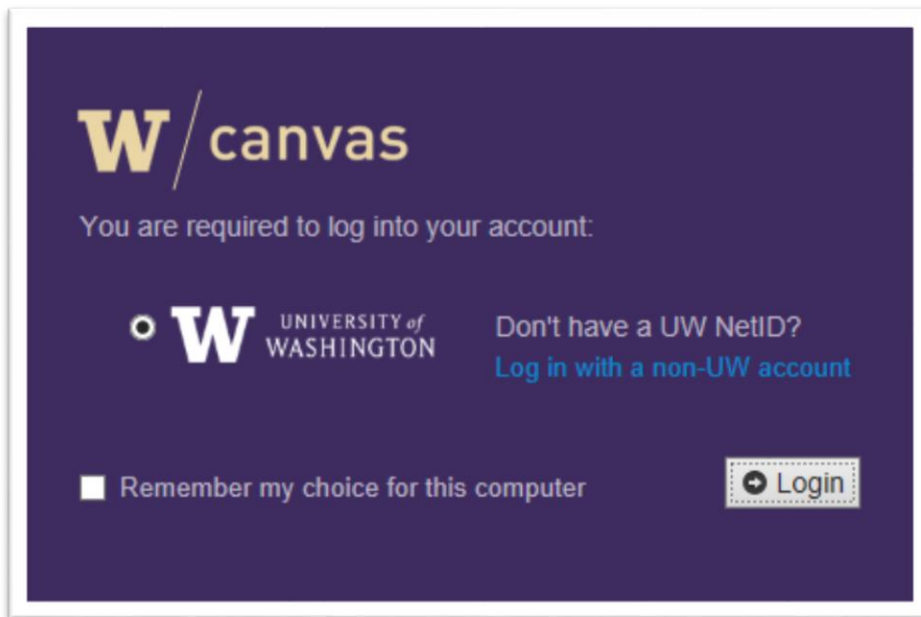 W/canvas
You are required to log into your account:
W UNIVERSITY of
WASHINGTON
Don't have a UW NetID?
Log in with a non-UW account
Remember my choice for this computer
Login